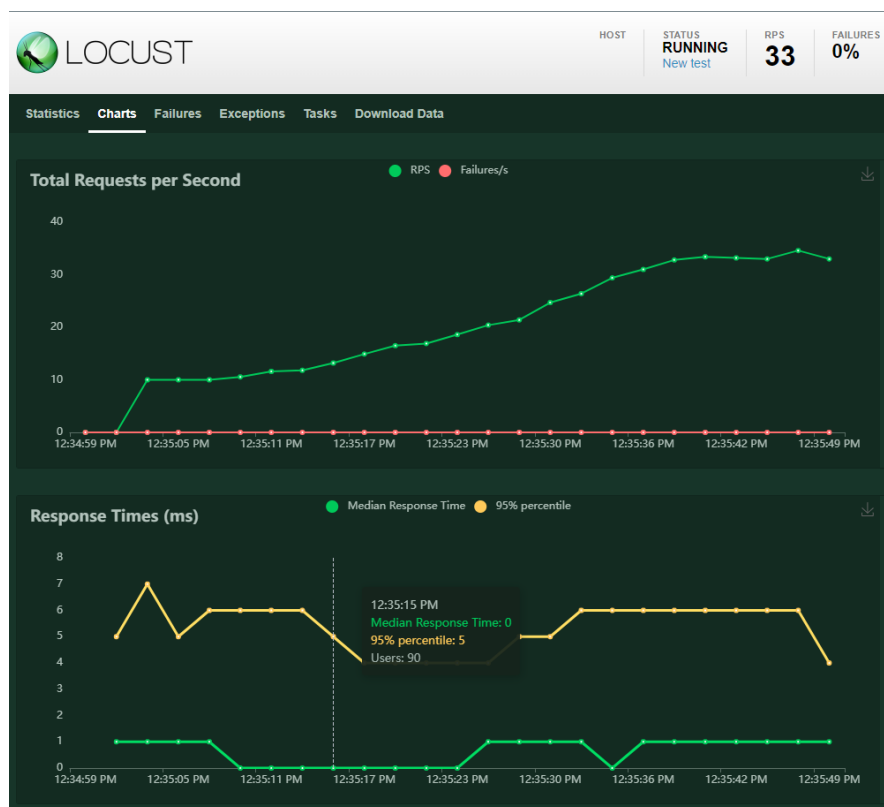 LOCUST
HOST
STATUS
RUNNING
New test
RPS
33
FAILURES
0%
Statistics Charts Failures Exceptions Tasks Download Data
Total Requests per Second
RPS Failures/s
40
30
20
10
0
12:34:59 PM 12:35:05 PM 12:35:11 PM 12:35:17 PM 12:35:23 PM 12:35:30 PM 12:35:36 PM 12:35:42 PM 12:35:49 PM
Response Times (ms)
Median Response Time 95% percentile
8
7
6
5
4
3
2
1
0
12:35:15 PM
Median Response Time: 0
95% percentile: 5
Users: 90
12:34:59 PM 12:35:05 PM 12:35:11 PM 12:35:17 PM 12:35:23 PM 12:35:30 PM 12:35:36 PM 12:35:42 PM 12:35:49 PM